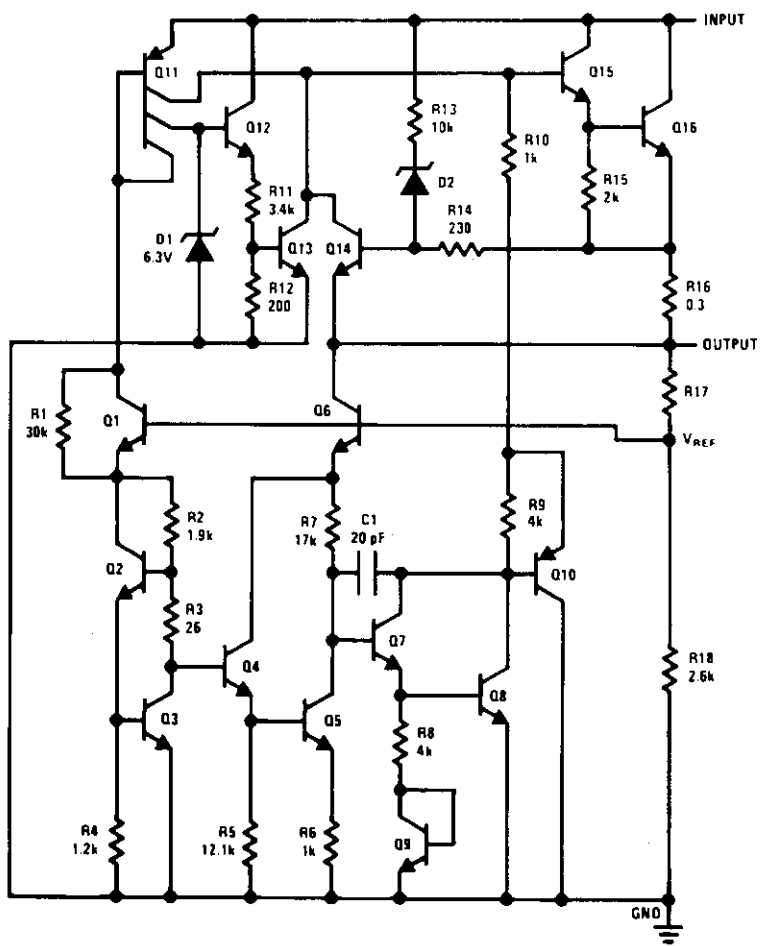 INPUT
Q11
Q15
R13
10k
Q12
Q16
R10
1k
D2
R15
2k
R11
3.4k
R14
230
D1
6.3V
Q13
Q14
R12
200
R16
0.3
OUTPUT
R17
R1
30k
Q1
Q6
VREF
R2
1.9k
R7
17k
C1
20 pF
R9
4k
Q2
Q10
R3
26
Q4
Q7
R18
2.6k
Q8
Q3
Q5
R8
4k
R4
1.2k
R5
12.1k
R6
1k
Q9
GND